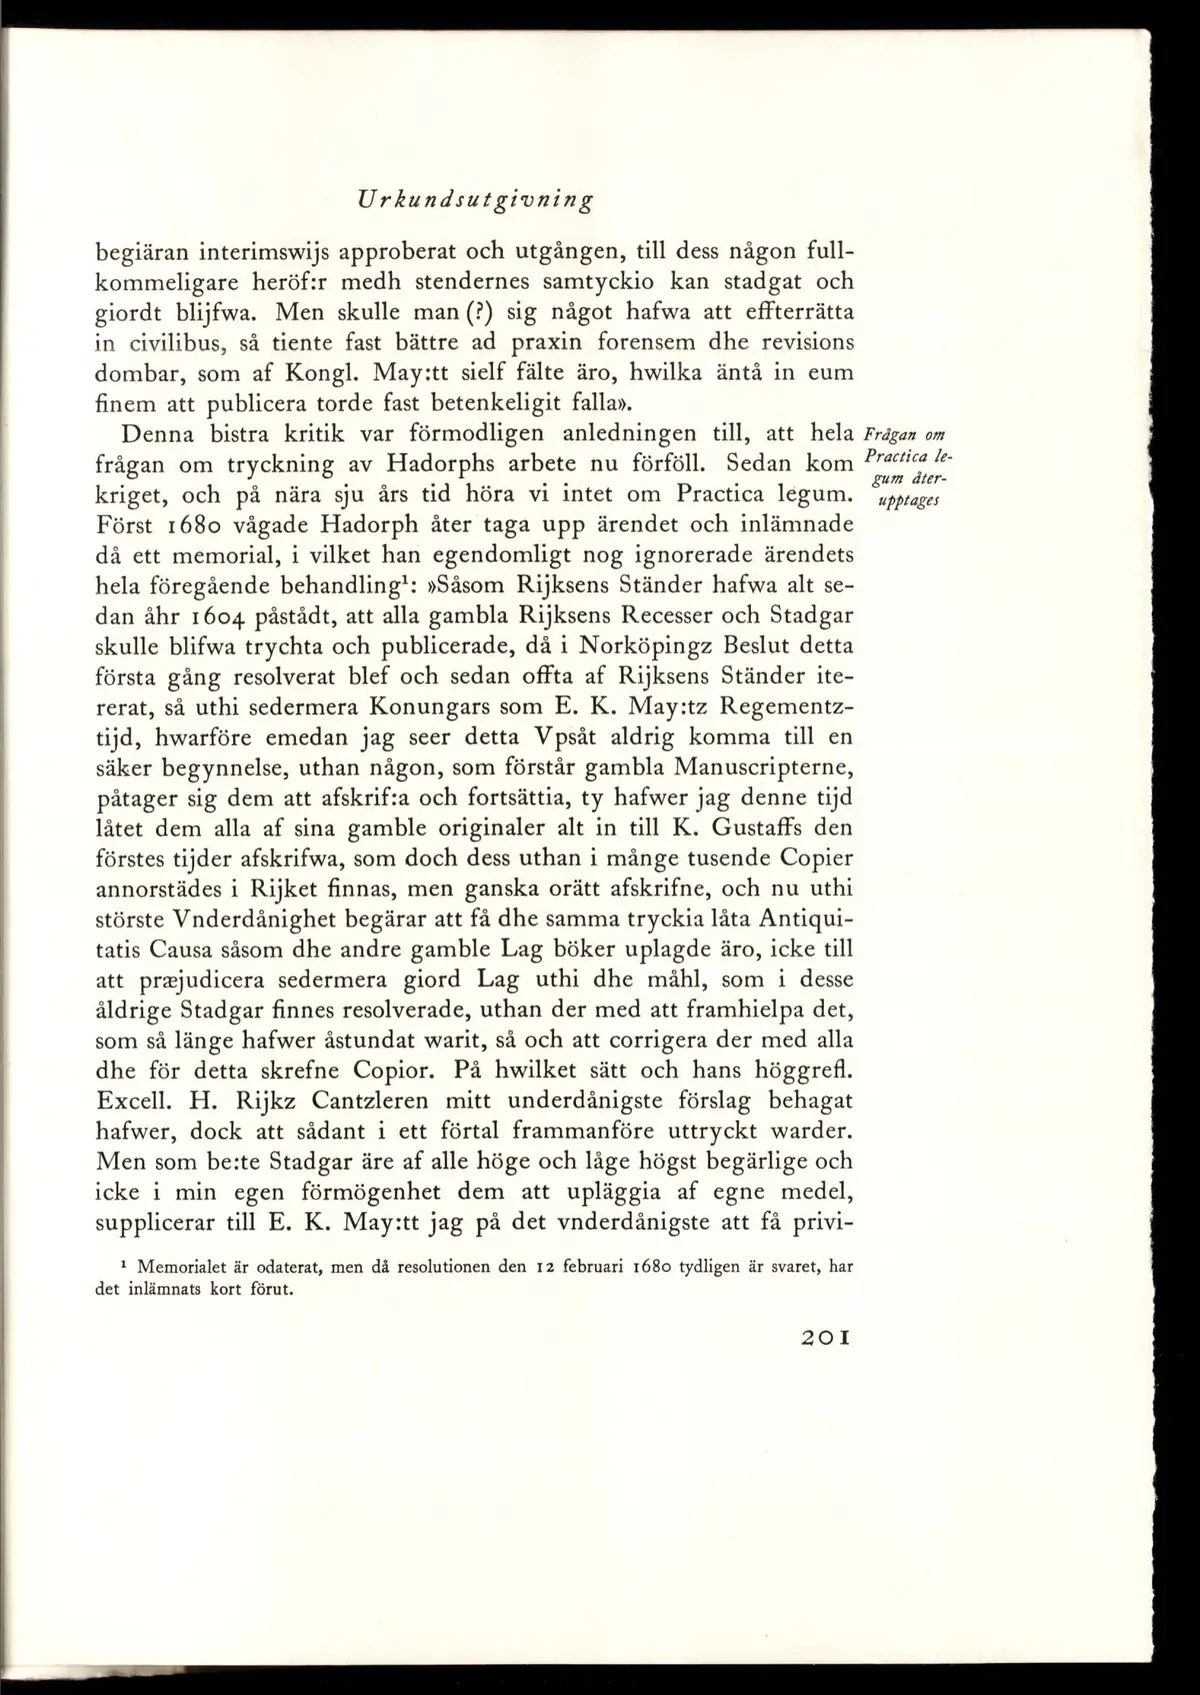 Urkundsutgivning
begiäran interimswijs approberat och utgången, till dess någon full-
kommeligare heröf:r medh stendernes samtyckio kan stadgat och
giordt blijfwa. Men skulle man (?) sig något hafwa att effterrätta
in civilibus, så tiente fast bättre ad praxin forensem dhe revisions
dombar, som af Kongl. May:tt sielf fälte äro, hwilka äntå in eum
finem att publicera torde fast betenkeligit falla».
Denna bistra kritik var förmodligen anledningen till, att hela
frågan om tryckning av Hadorphs arbete nu förföll. Sedan kom
kriget, och på nära sju års tid höra vi intet om Practica legum.
Först 1680 vågade Hadorph åter taga upp ärendet och inlämnade
då ett memorial, i vilket han egendomligt nog ignorerade ärendets
hela föregående behandling¹: »Såsom Rijksens Ständer hafwa alt se-
dan åhr 1604 påstådt, att alla gambla Rijksens Recesser och Stadgar
skulle blifwa trychta och publicerade, då i Norköpingz Beslut detta
första gång resolverat blef och sedan offta af Rijksens Ständer ite-
rerat, så uthi sedermera Konungars som E. K. May:tz Regementz-
tijd, hwarföre emedan jag seer detta Vpsåt aldrig komma till en
säker begynnelse, uthan någon, som förstår gambla Manuscripterne,
påtager sig dem att afskrif:a och fortsättia, ty hafwer jag denne tijd
låtet dem alla af sina gamble originaler alt in till K. Gustaffs den
förstes tijder afskrifwa, som doch dess uthan i månge tusende Copier
annorstädes i Rijket finnas, men ganska orätt afskrifne, och nu uthi
störste Vnderdånighet begärar att få dhe samma tryckia låta Antiqui-
tatis Causa såsom dhe andre gamble Lag böker uplagde äro, icke till
att præjudicera sedermera giord Lag uthi dhe måhl, som i desse
åldrige Stadgar finnes resolverade, uthan der med att framhielpa det,
som så länge hafwer åstundat warit, så och att corrigera der med alla
dhe för detta skrefne Copior. På hwilket sätt och hans höggrefl.
Excell. H. Rijkz Cantzleren mitt underdånigste förslag behagat
hafwer, dock att sådant i ett förtal frammanföre uttryckt warder.
Men som be:te Stadgar äre af alle höge och låge högst begärlige och
icke i min egen förmögenhet dem att upläggia af egne medel,
supplicerar till E. K. May:tt jag på det vnderdånigste att få privi-
Frågan om
Practica le-
gum åter-
upptages
¹ Memorialet är odaterat, men då resolutionen den 12 februari 1680 tydligen är svaret, har
det inlämnats kort förut.
201